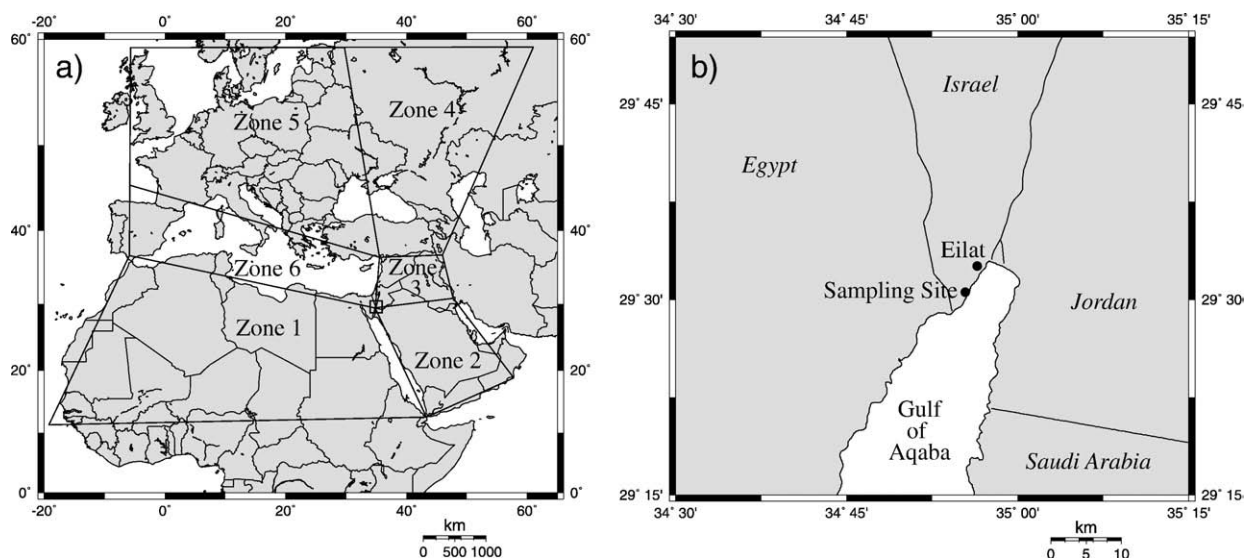 -20° 0° 20° 40° 60°
60° 60°
a)
Zone 4
Zone 5
40° 40°
Zone
Zone 6
3
Zone 1
20° 20°
Zone 2
0° 0°
-20° 0° 20° 40° 60°
km
0 500 1000
34° 30' 34° 45' 35° 00' 35° 15'
b)
Israel
29° 45' 29° 45'
Egypt
Eilat
Sampling Site
29° 30' 29° 30'
Jordan
Gulf
of
Aqaba
Saudi Arabia
29° 15' 29° 15'
34° 30' 34° 45' 35° 00' 35° 15'
km
0 5 10